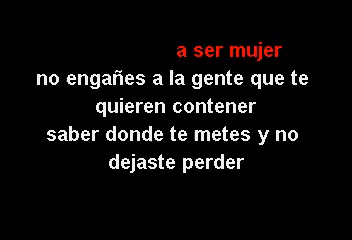 a ser mujer
no engañes a la gente que te
quieren contener
saber donde te metes y no
dejaste perder